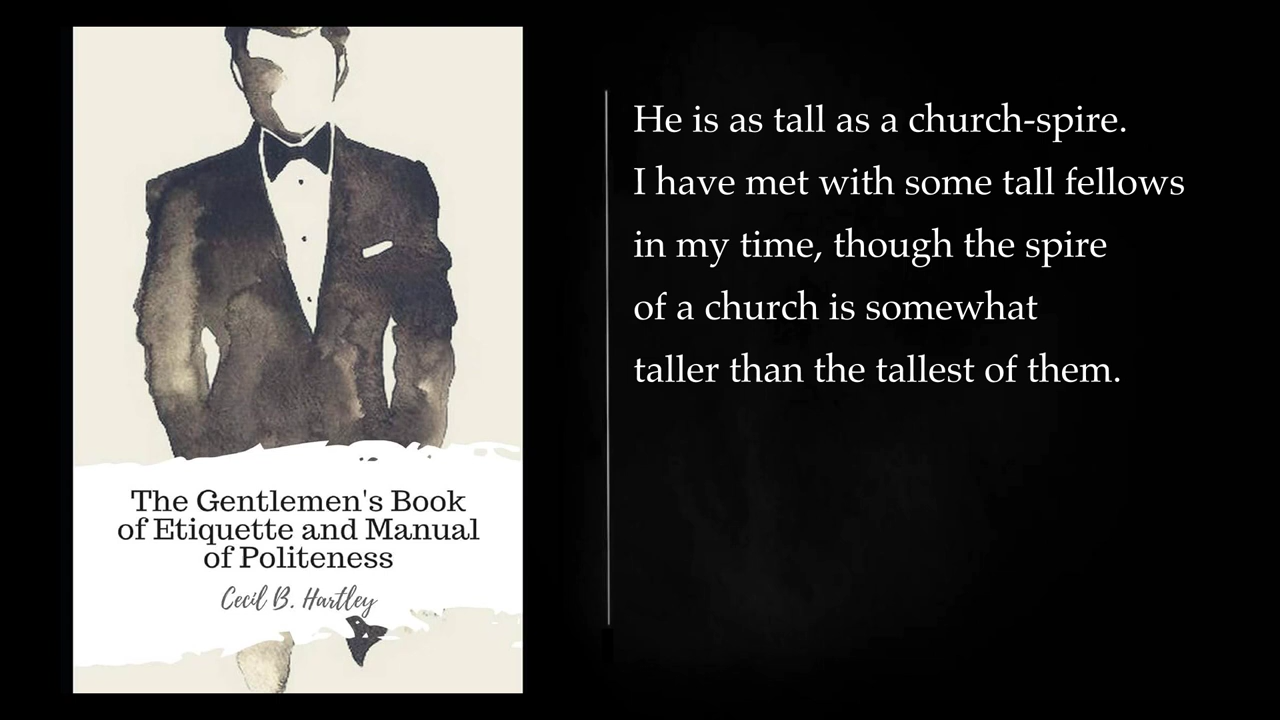 The Gentlemen's Book
of Etiquette and Manual
of Politeness
Cecil B. Hartley
He is as tall as a church-spire.
I have met with some tall fellows
in my time, though the spire
of a church is somewhat
taller than the tallest of them.